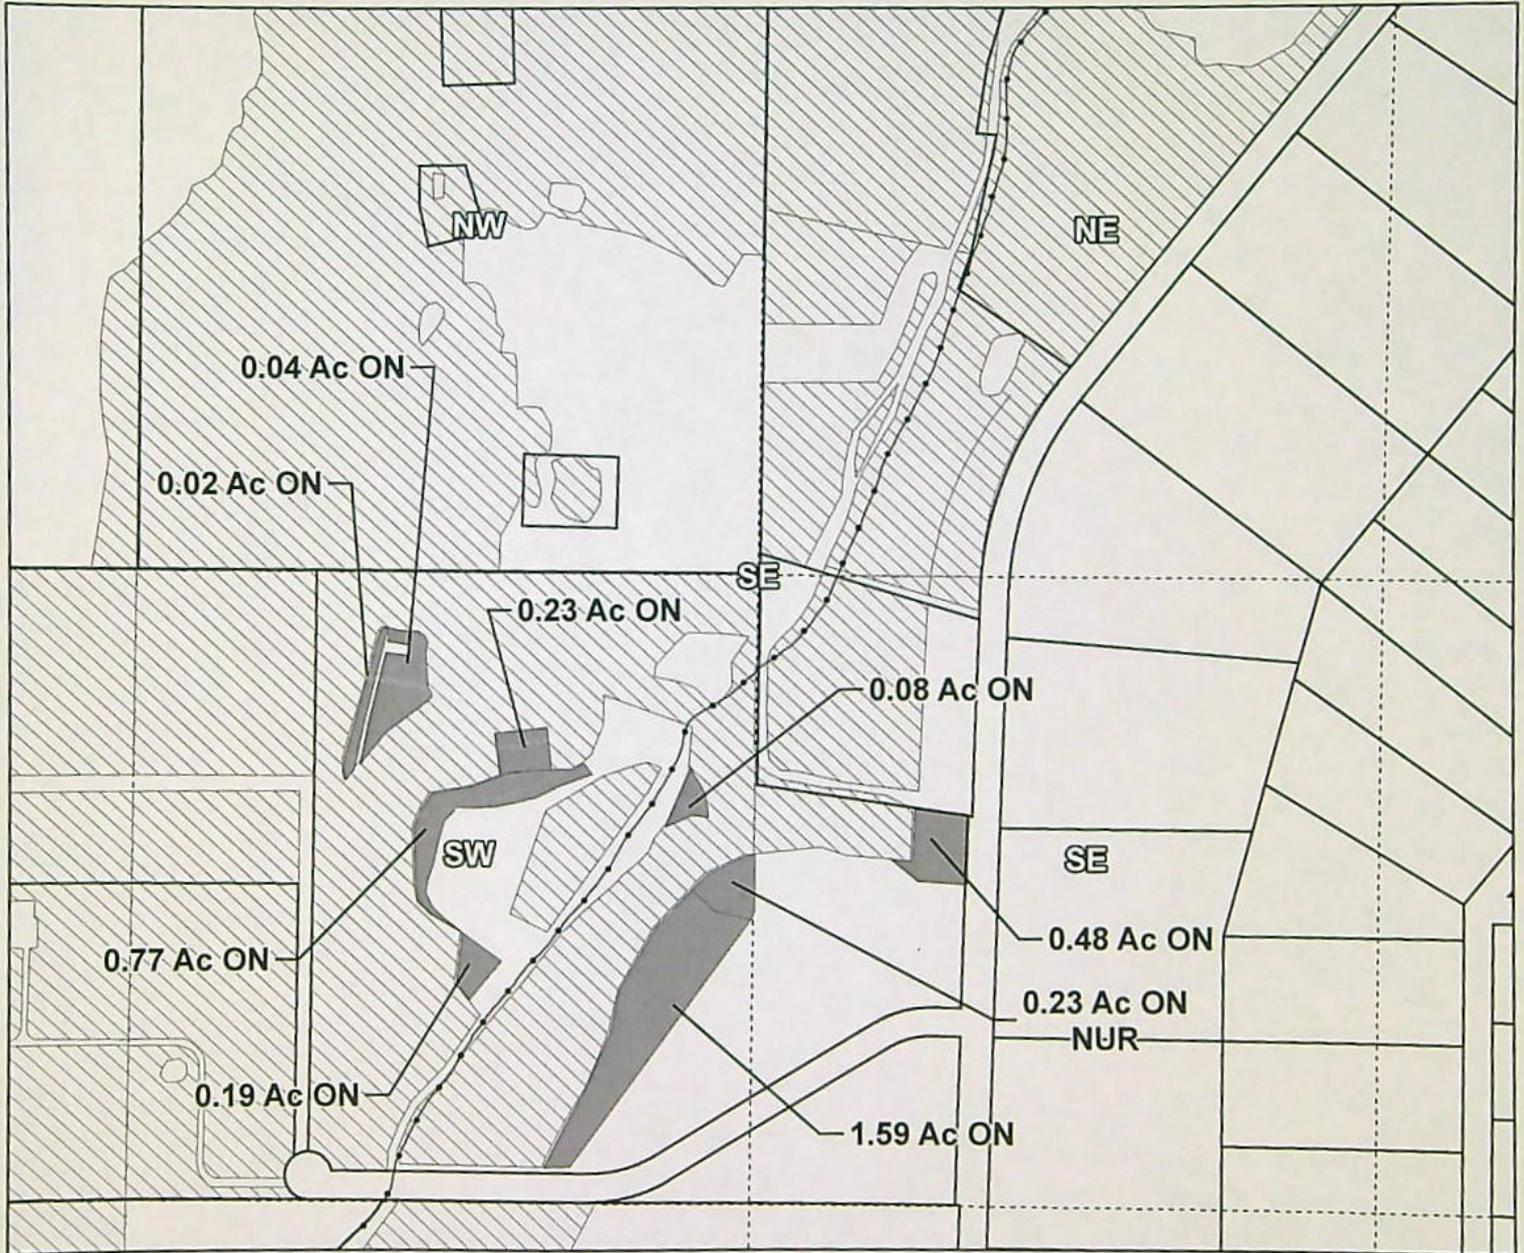 NW
NE
0.04 Ac ON
0.02 Ac ON
SE
0.23 Ac ON
0.08 Ac ON
SW
SE
0.48 Ac ON
0.77 Ac ON
0.23 Ac ON
NUR
0.19 Ac ON
1.59 Ac ON